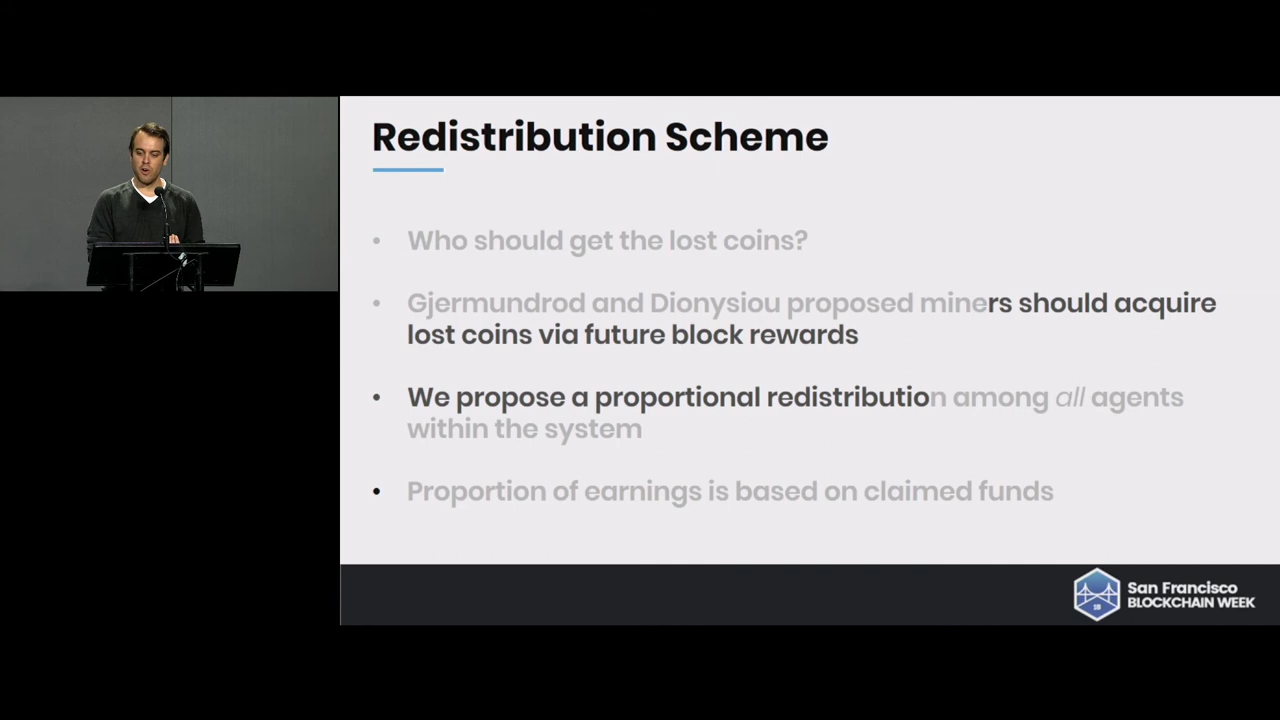 Redistribution Scheme
• Who should get the lost coins?
• Gjermundrod and Dionysiou proposed miners should acquire
lost coins via future block rewards
• We propose a proportional redistribution among all agents
within the system
• Proportion of earnings is based on claimed funds
San Francisco
BLOCKCHAIN WEEK